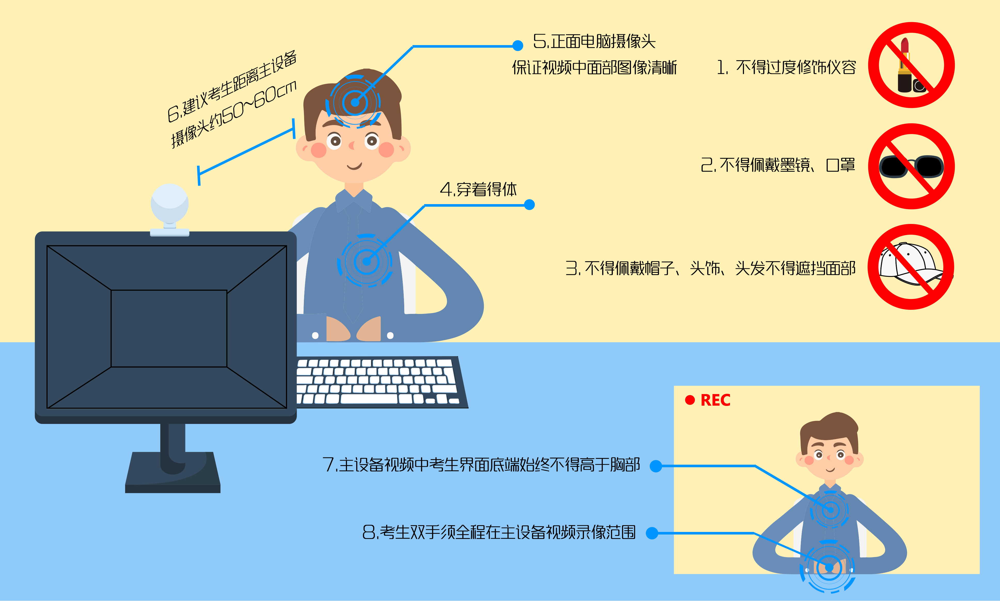 5.正面电脑摄像头
保证视频中面部图像清晰
1. 不得过度修饰仪容
6.建议考生距离主设备
摄像头约50~60cm
2.不得佩戴墨镜、口罩
4.穿着得体
3.不得佩戴帽子、头饰、头发不得遮挡面部
REC
7.主设备视频中考生界面底端始终不得高于胸部
8.考生双手须全程在主设备视频录像范围